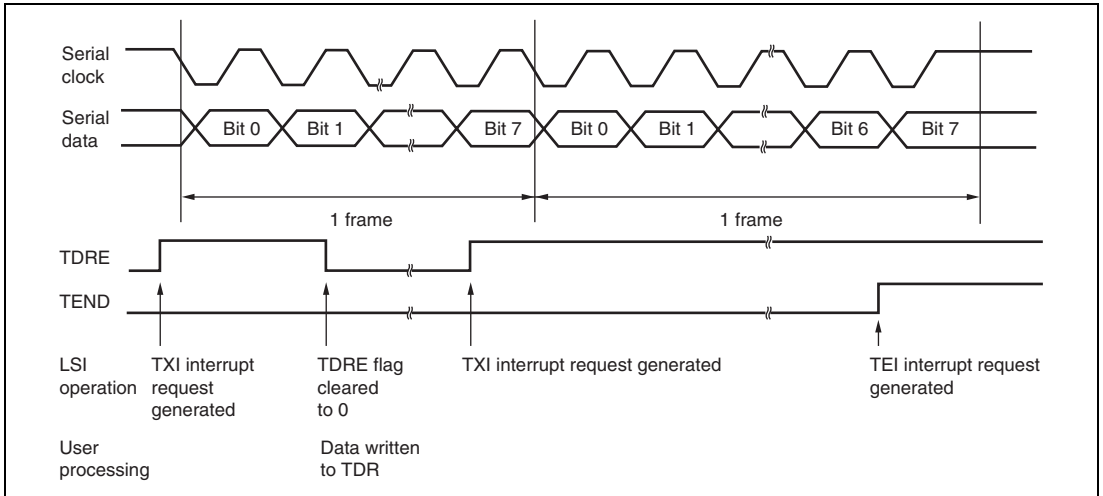 Serial
clock
Serial
data
Bit 0 Bit 1 Bit 7 Bit 0 Bit 1 Bit 6 Bit 7
1 frame 1 frame
TDRE
TEND
LSI
operation
TXI interrupt
request
generated
TDRE flag
cleared
to 0
TXI interrupt request generated
TEI interrupt request
generated
User
processing
Data written
to TDR